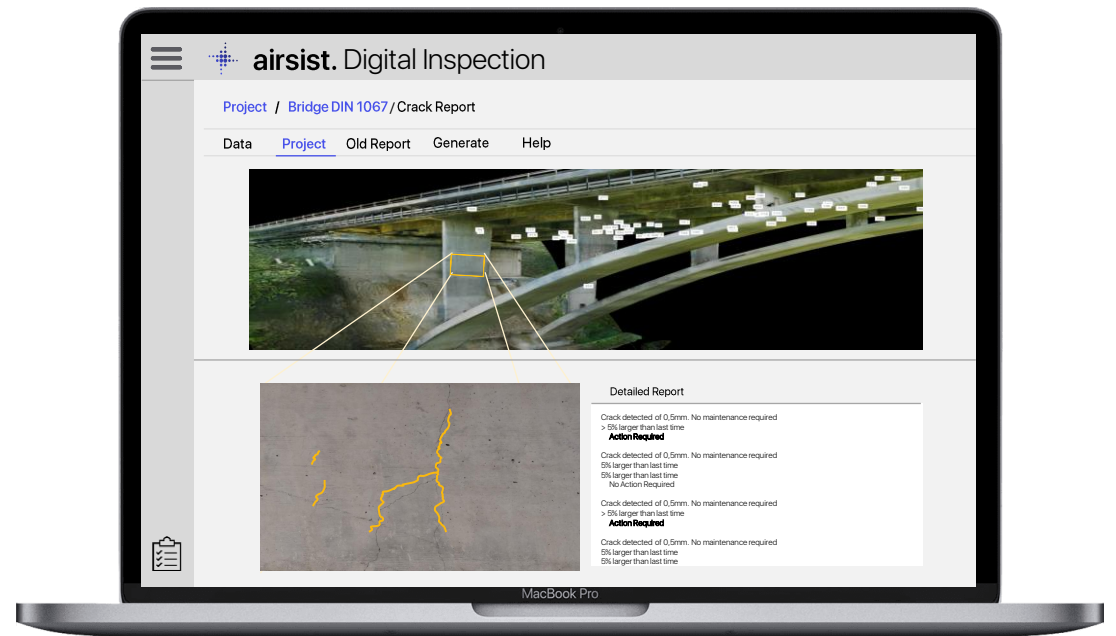 airsist. Digital Inspection
Project / Bridge DIN 1067 / Crack Report
Data Project Old Report Generate Help
Detailed Report
Crack detected of 0,5mm. No maintenance required
> 5% larger than last time
Action Required
Crack detected of 0,5mm. No maintenance required
5% larger than last time
5% larger than last time
No Action Required
Crack detected of 0,5mm. No maintenance required
> 5% larger than last time
Action Required
Crack detected of 0,5mm. No maintenance required
5% larger than last time
5% larger than last time
MacBook Pro